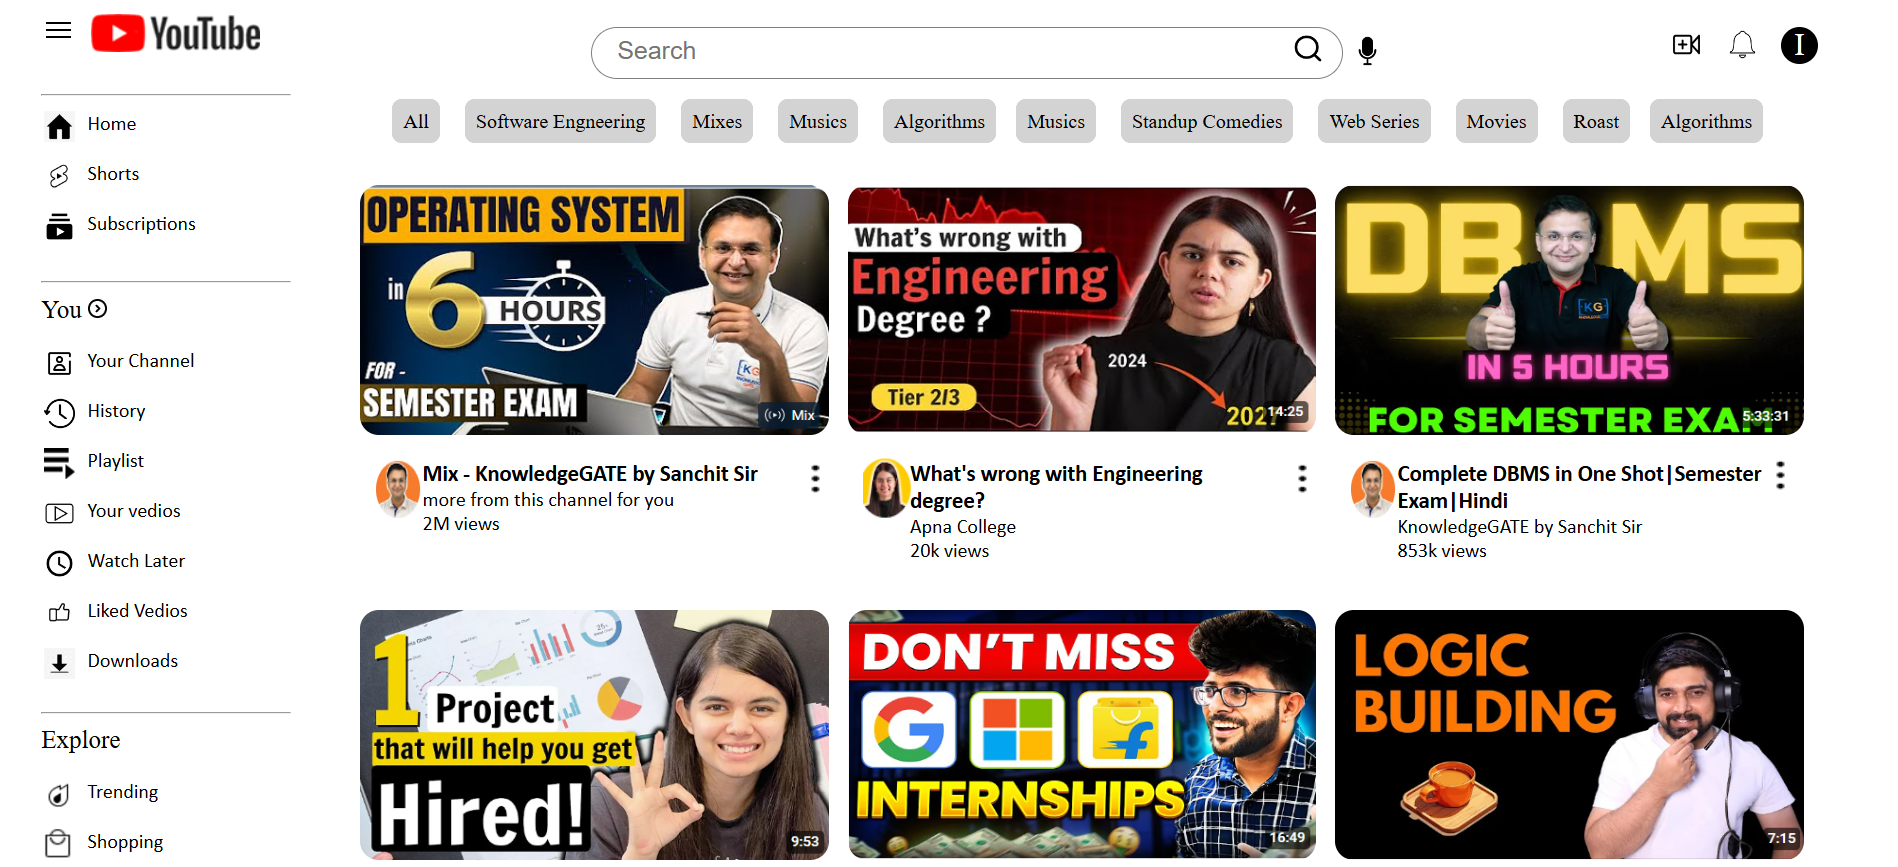 YouTube
Search
I
All
Software Engneering
Mixes
Musics
Algorithms
Musics
Standup Comedies
Web Series
Movies
Roast
Algorithms
Home
Shorts
Subscriptions
You
Your Channel
History
Playlist
Your vedios
Watch Later
Liked Vedios
Downloads
Explore
Trending
Shopping
OPERATING SYSTEM
in 6
HOURS
FOR -
SEMESTER EXAM
KG
Mix
Mix - KnowledgeGATE by Sanchit Sir
more from this channel for you
2M views
What's wrong with
Engineering
Degree ?
2024
Tier 2/3
14:25
What's wrong with Engineering
degree?
Apna College
20k views
DBMS
KG
IN 5 HOURS
FOR SEMESTER EXAM
5:33:31
Complete DBMS in One Shot|Semester
Exam|Hindi
KnowledgeGATE by Sanchit Sir
853k views
1
Project
that will help you get
Hired!
25%
9:53
DON'T MISS
G
f
INTERNSHIPS
16:49
LOGIC
BUILDING
7:15